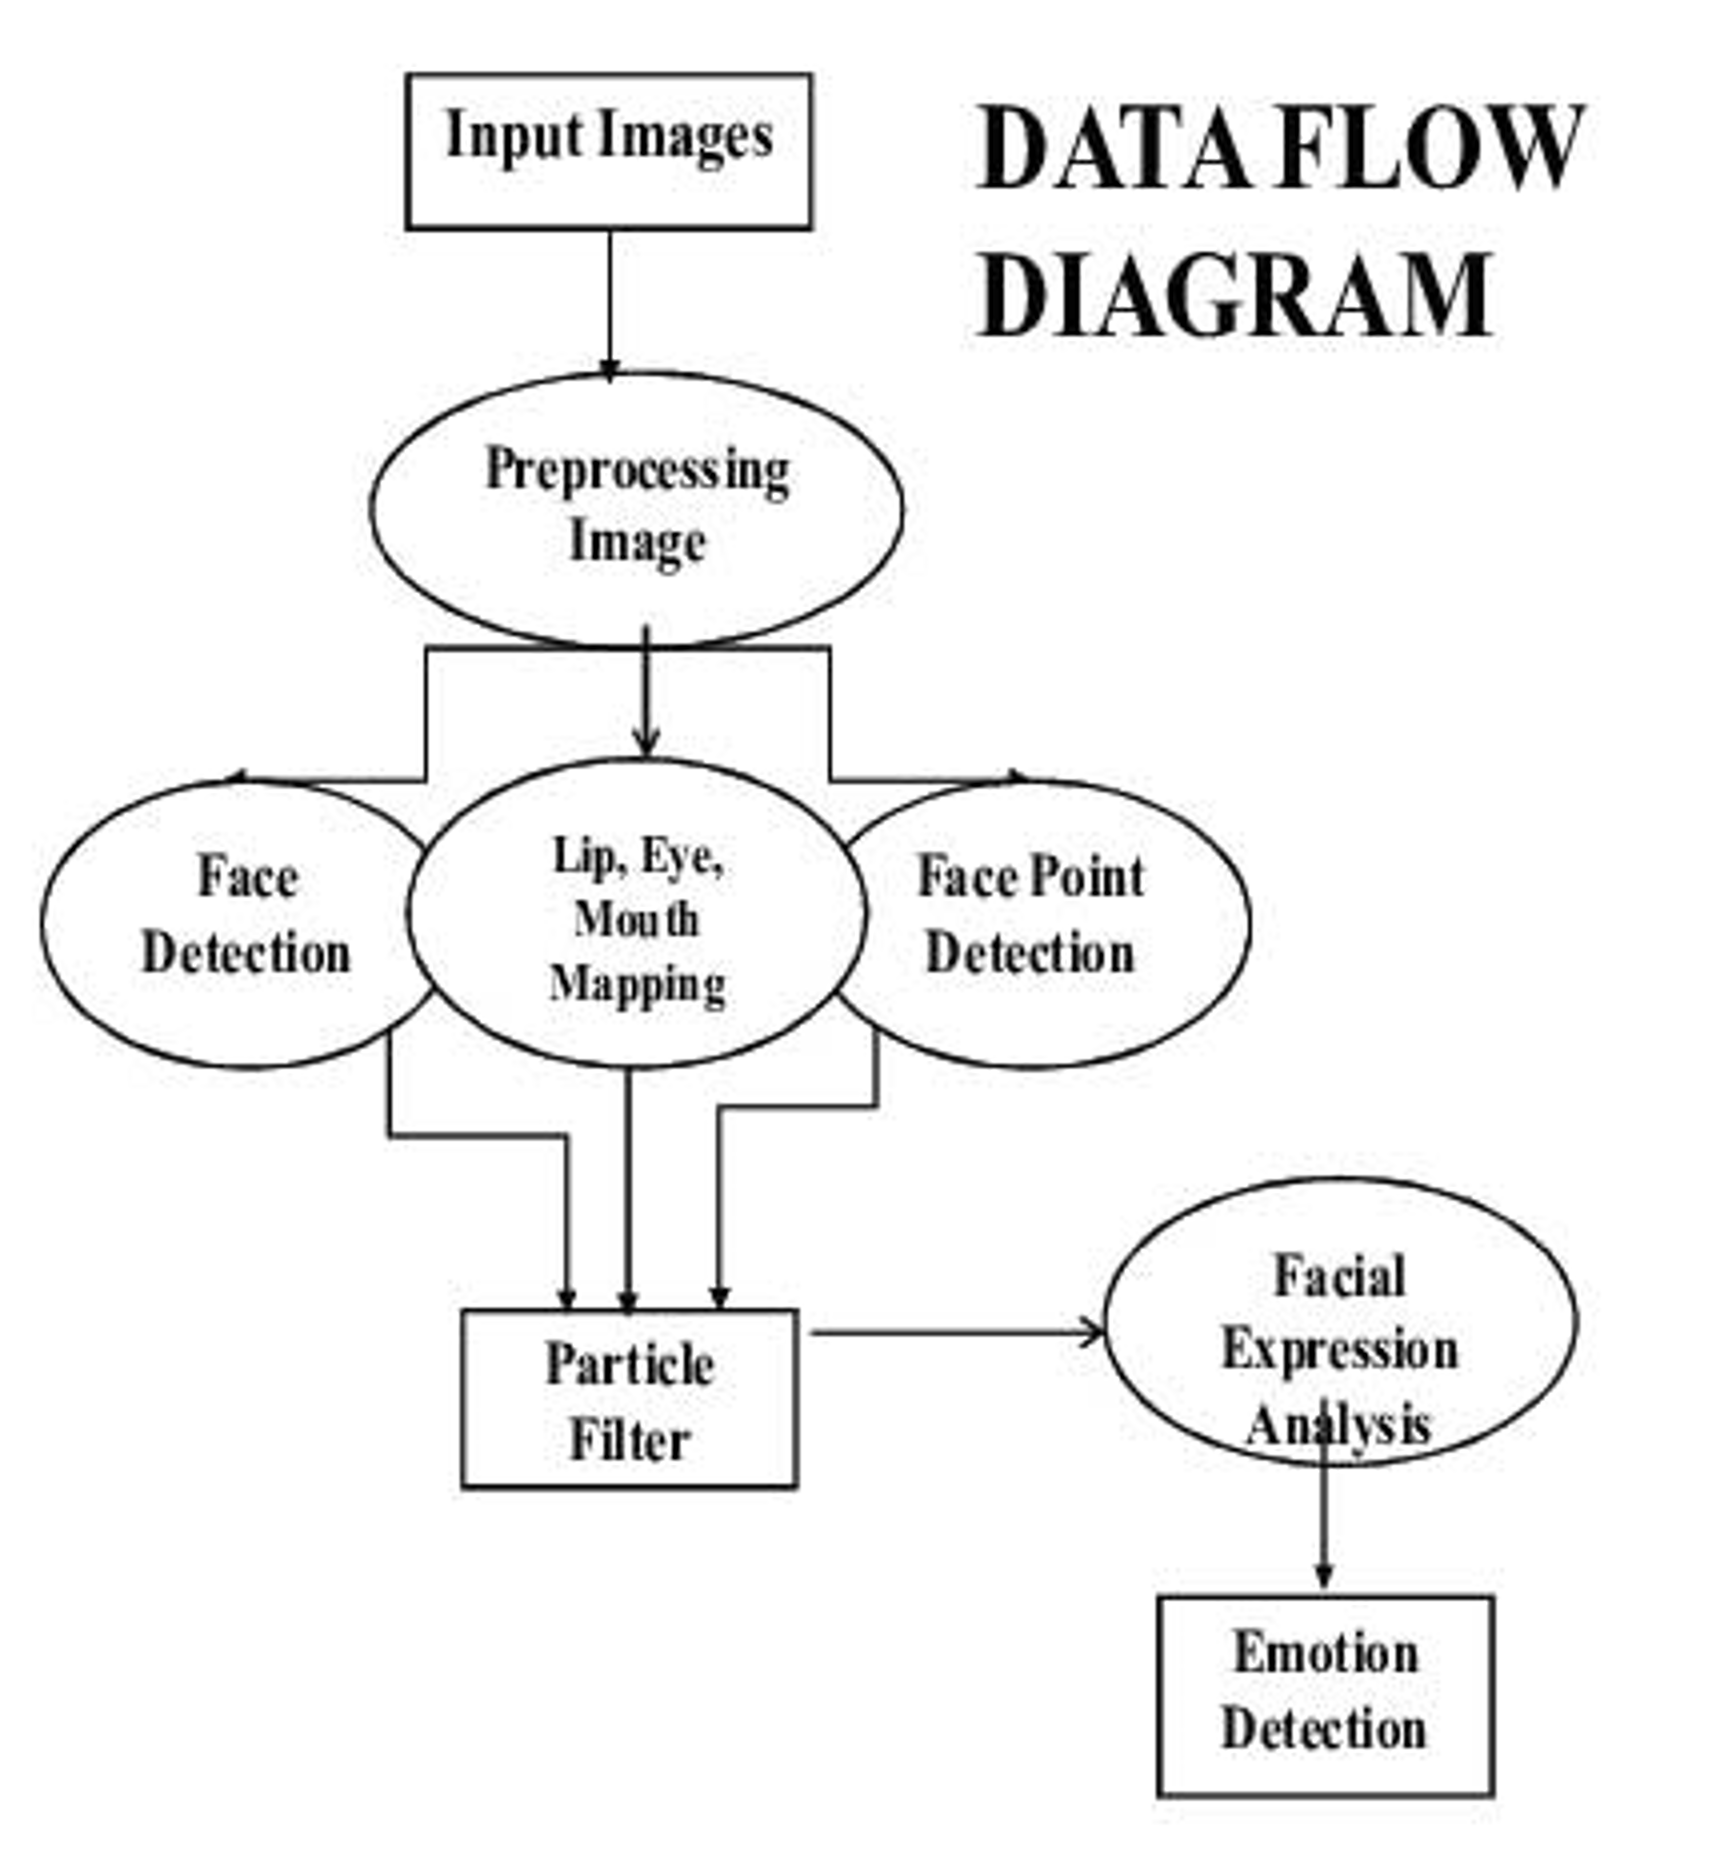 Input Images
DATA FLOW
DIAGRAM
Preprocessing
Image
Face
Detection
Lip, Eye,
Mouth
Mapping
Face Point
Detection
Particle
Filter
Facial
Expression
Analysis
Emotion
Detection